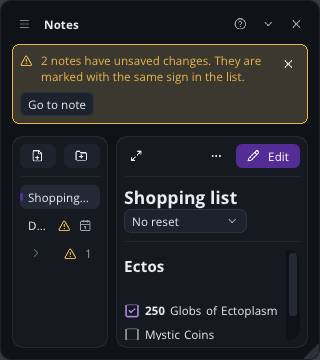 Notes
2 notes have unsaved changes. They are
marked with the same sign in the list.
Go to note
Edit
Shopping...
D...
1
Shopping list
No reset
Ectos
250 Globs of Ectoplasm
Mystic Coins